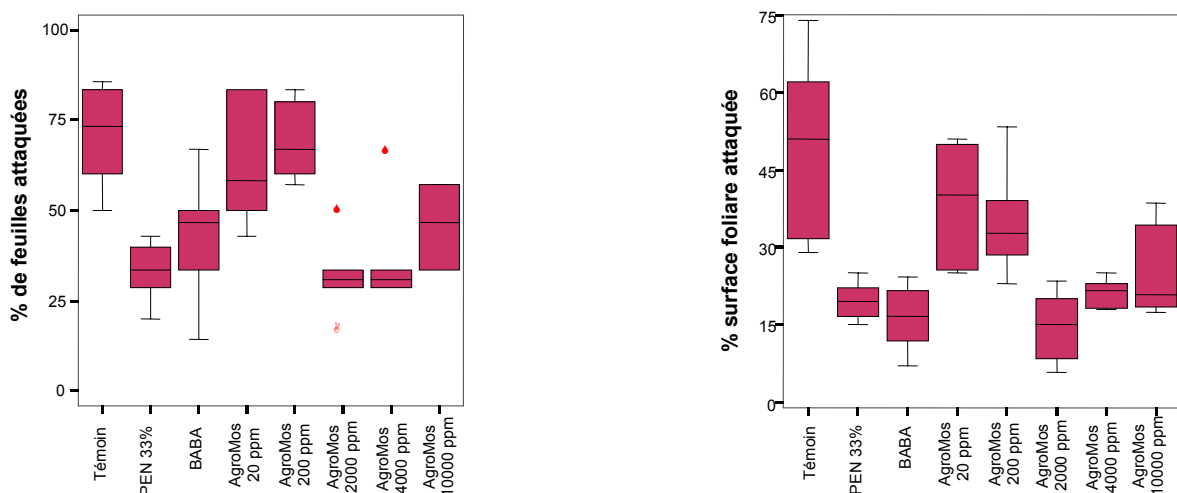 % de feuilles attaquées
100
75
50
25
0
Témoin
PEN 33%
BABA
AgroMos
20 ppm
AgroMos
200 ppm
AgroMos
2000 ppm
AgroMos
4000 ppm
AgroMos
10000 ppm
% surface foliare attaquée
75
60
45
30
15
0
Témoin
PEN 33%
BABA
AgroMos
20 ppm
AgroMos
200 ppm
AgroMos
2000 ppm
AgroMos
4000 ppm
AgroMos
10000 ppm